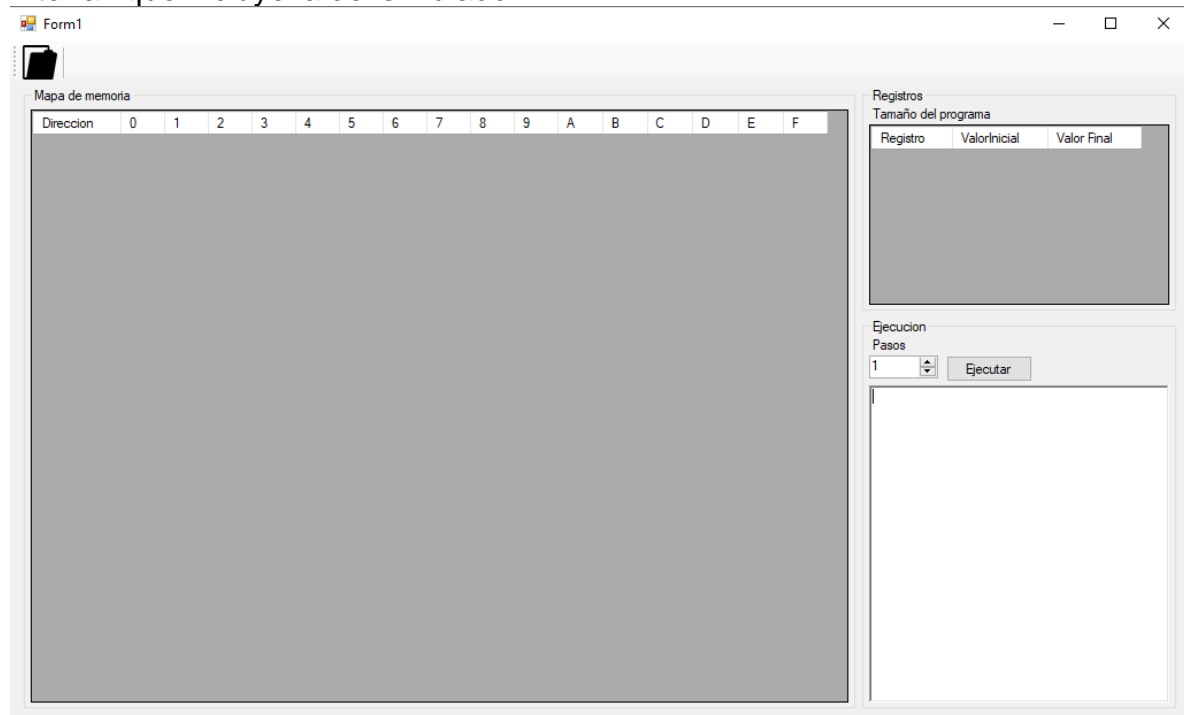 Form1
Mapa de memoria
Direccion 0 1 2 3 4 5 6 7 8 9 A B C D E F
Registros
Tamaño del programa
Registro ValorInicial Valor Final
Ejecucion
Pasos
1 Ejecutar